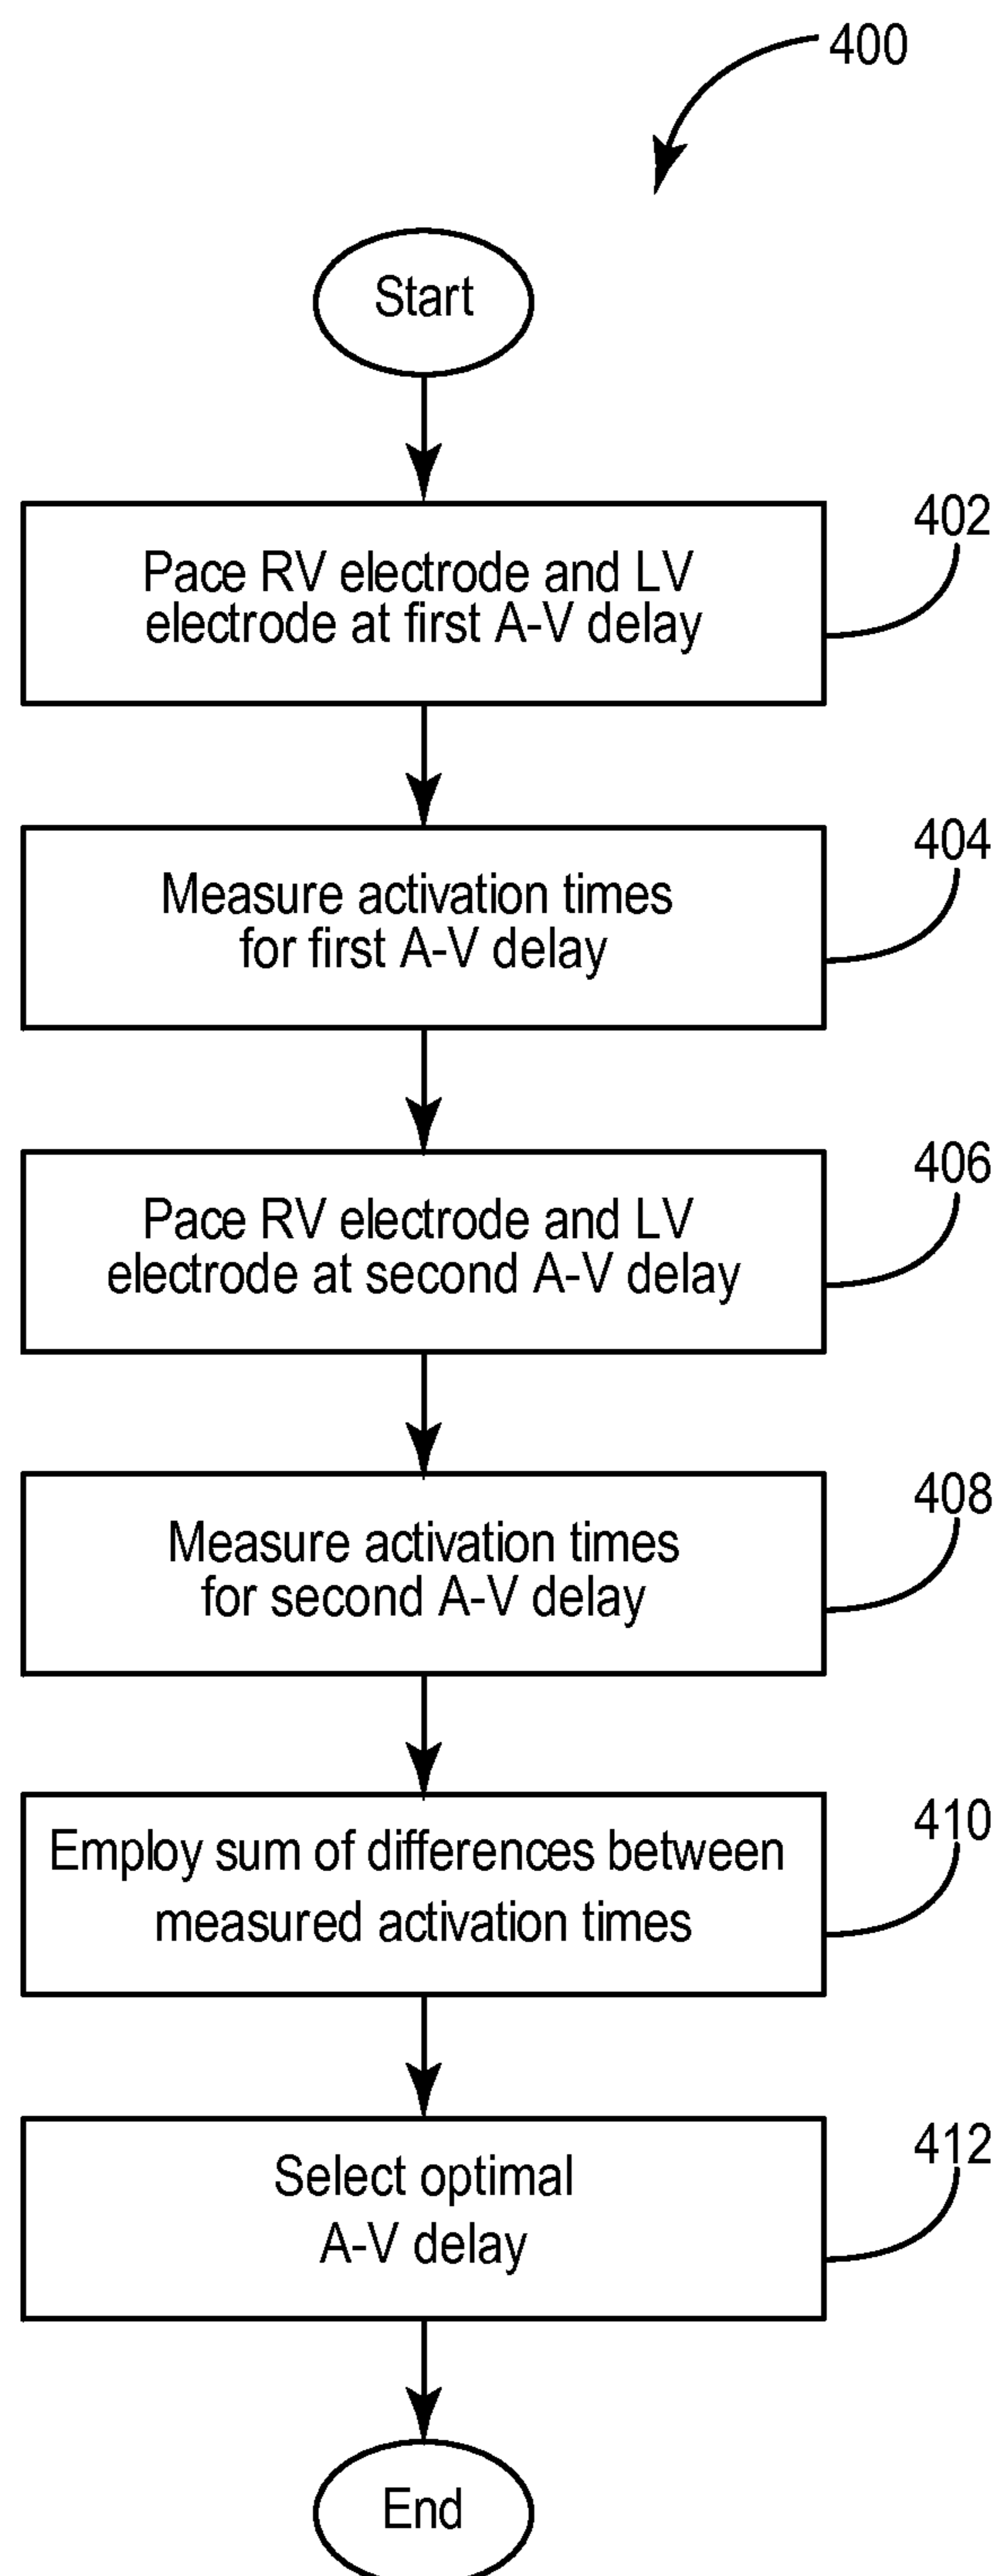 400
Start
402
Pace RV electrode and LV
electrode at first A-V delay
404
Measure activation times
for first A-V delay
406
Pace RV electrode and LV
electrode at second A-V delay
408
Measure activation times
for second A-V delay
410
Employ sum of differences between
measured activation times
412
Select optimal
A-V delay
End